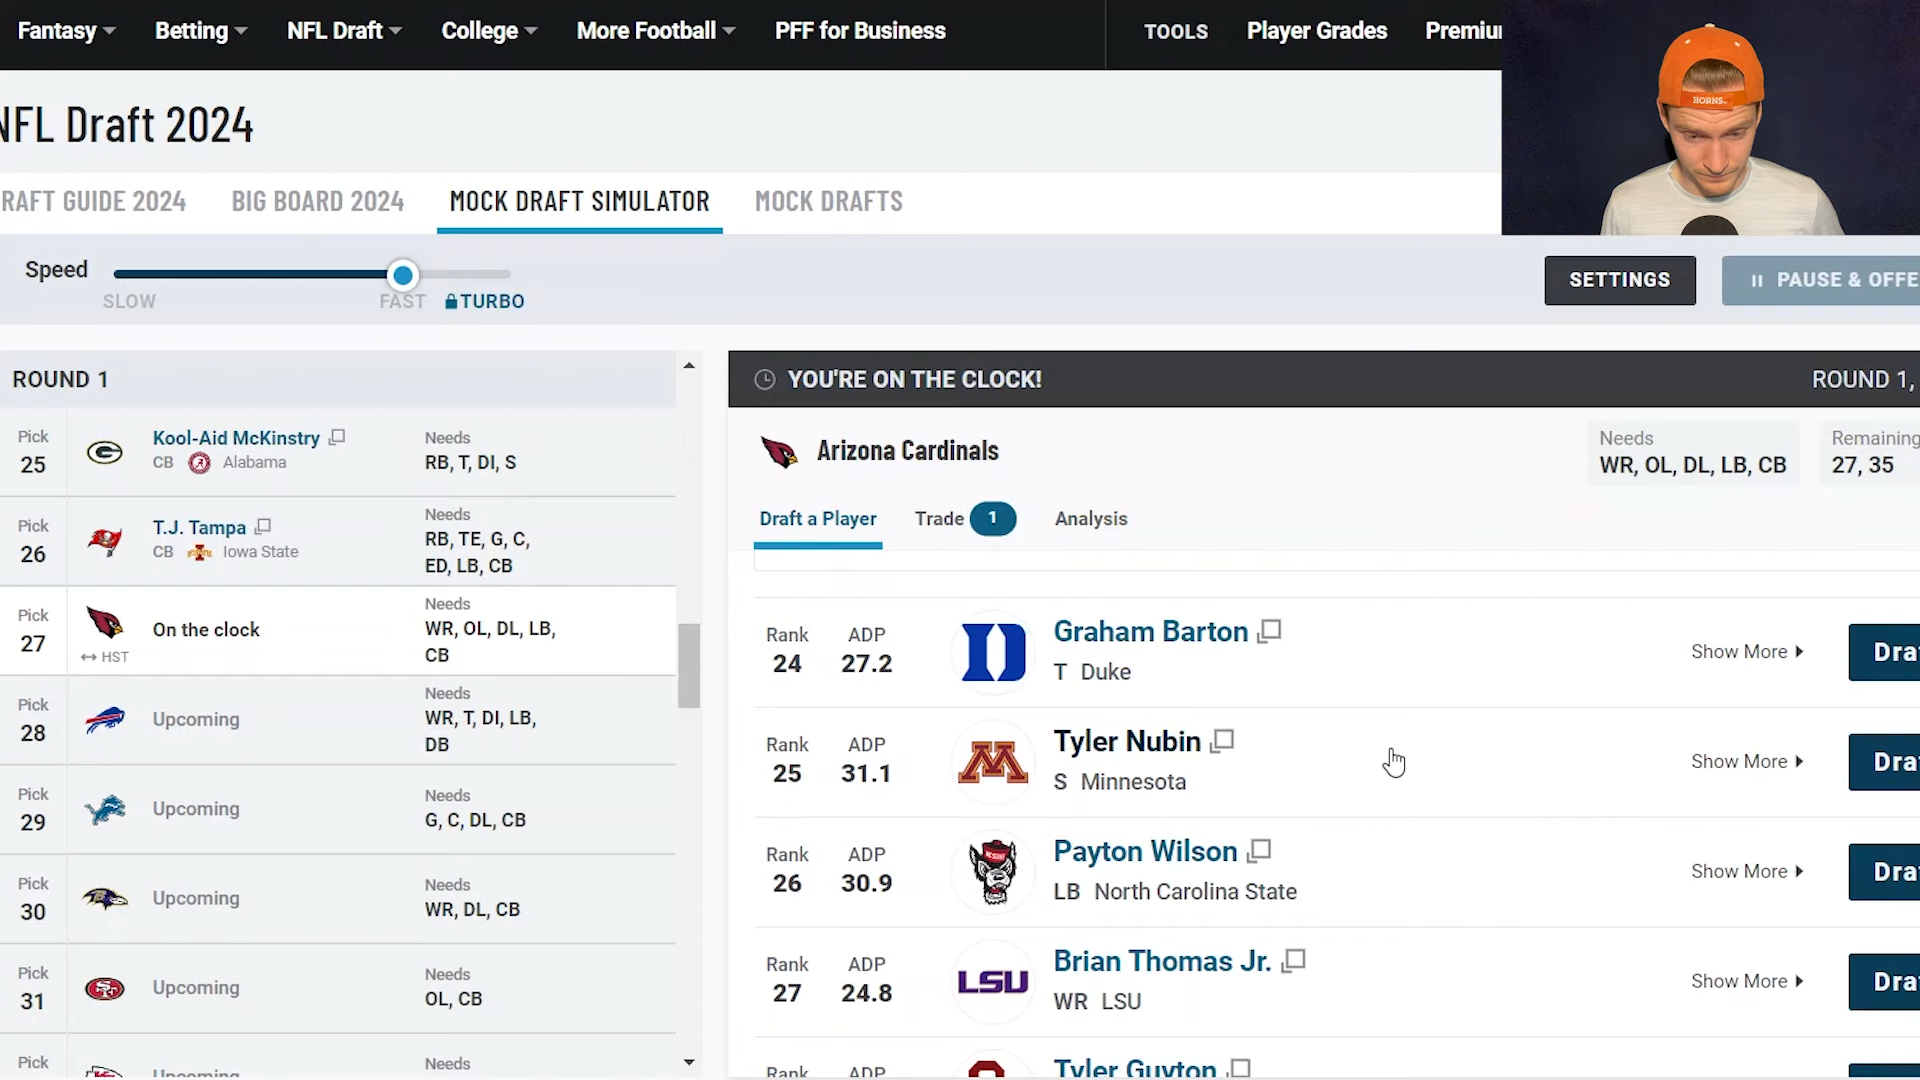 Fantasy Betting NFL Draft College More Football PFF for Business TOOLS Player Grades
HORNS
NFL Draft 2024
RAFT GUIDE 2024 BIG BOARD 2024 MOCK DRAFT SIMULATOR MOCK DRAFTS
Speed
SLOW FAST TURBO
SETTINGS
PAUSE & OFFE
ROUND 1
Pick
25
Kool-Aid McKinstry
CB Alabama
Needs
RB, T, DI, S
Pick
26
T.J. Tampa
CB Iowa State
Needs
RB, TE, G, C,
ED, LB, CB
Pick
27
HST
On the clock
Needs
WR, OL, DL, LB,
CB
Pick
28
Upcoming
Needs
WR, T, DI, LB,
DB
Pick
29
Upcoming
Needs
G, C, DL, CB
Pick
30
Upcoming
Needs
WR, DL, CB
Pick
31
Upcoming
Needs
OL, CB
Pick
Upcoming
Needs
YOU'RE ON THE CLOCK!
ROUND 1,
Arizona Cardinals
Needs
WR, OL, DL, LB, CB
Remaining
27, 35
Draft a Player Trade 1 Analysis
Rank
24
ADP
27.2
Graham Barton
T Duke
Show More
Dra
Rank
25
ADP
31.1
M
Tyler Nubin
S Minnesota
Show More
Dra
Rank
26
ADP
30.9
Payton Wilson
LB North Carolina State
Show More
Dra
Rank
27
ADP
24.8
LSU
Brian Thomas Jr.
WR LSU
Show More
Dra
Rank
ADP
Tyler Guyton